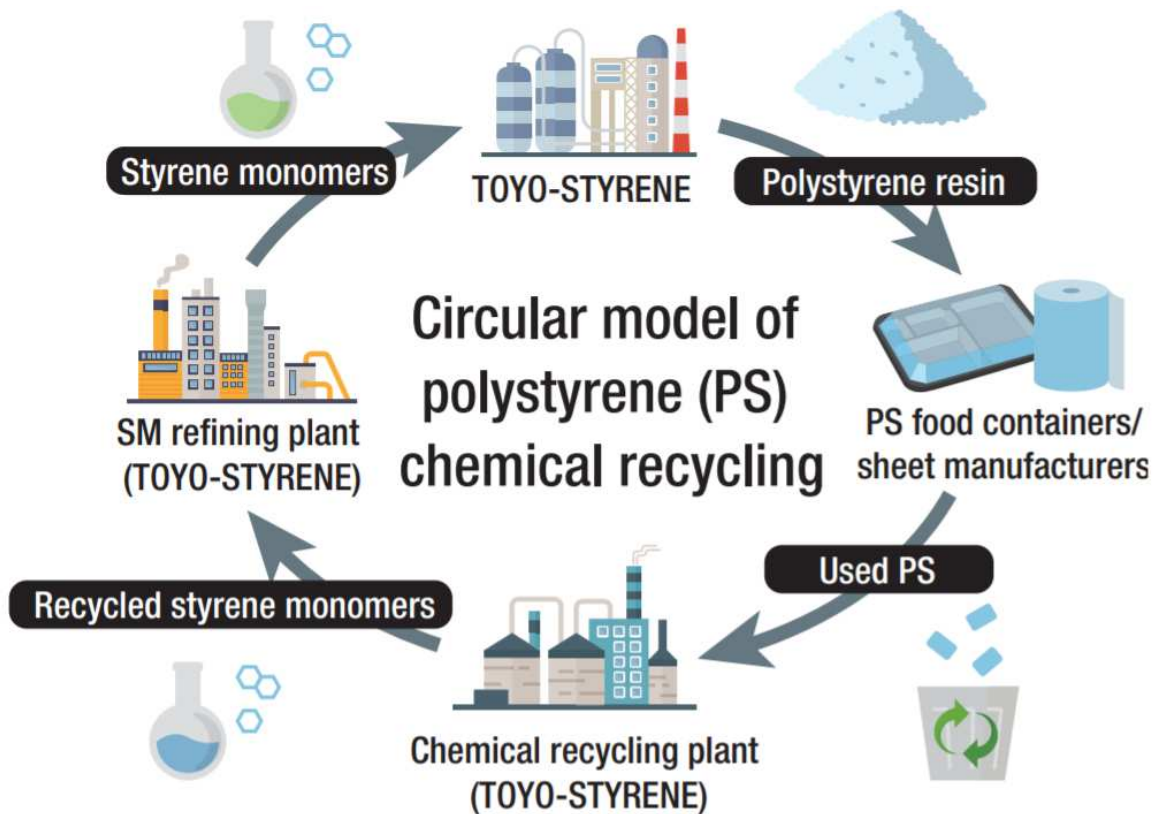 Styrene monomers
TOYO-STYRENE
Polystyrene resin
Circular model of
polystyrene (PS)
chemical recycling
SM refining plant
(TOYO-STYRENE)
PS food containers/
sheet manufacturers
Used PS
Recycled styrene monomers
Chemical recycling plant
(TOYO-STYRENE)